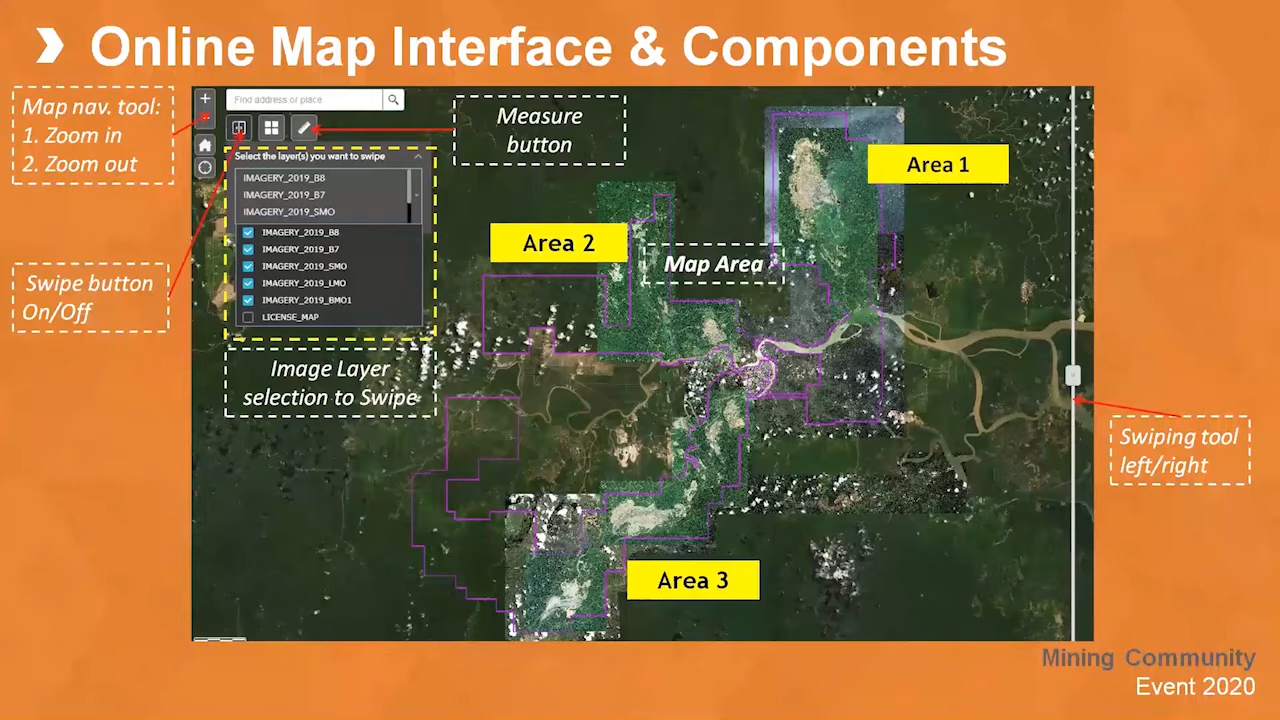 Online Map Interface & Components
Map nav. tool:
1. Zoom in
2. Zoom out
Find address or place
Measure
button
Select the layer(s) you want to swipe
IMAGERY_2019_B8
IMAGERY_2019_B7
IMAGERY_2019_SMO
IMAGERY_2019_B8
IMAGERY_2019_B7
IMAGERY_2019_SMO
IMAGERY_2019_LMO
IMAGERY_2019_BMO1
LICENSE_MAP
Area 1
Area 2
Map Area
Swipe button
On/Off
Image Layer
selection to Swipe
Swiping tool
left/right
Area 3
Mining Community
Event 2020